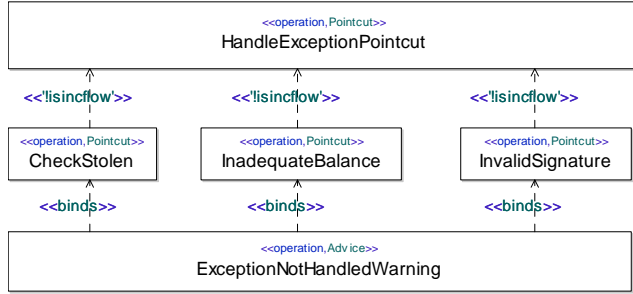 <<operation,Pointcut>>
HandleExceptionPointcut
<<'!isincflow'>> <<'!isincflow'>> <<'!isincflow'>>
<<operation,Pointcut>> <<operation,Pointcut>> <<operation,Pointcut>>
CheckStolen InadequateBalance InvalidSignature
<<binds>> <<binds>> <<binds>>
<<operation,Advice>>
ExceptionNotHandledWarning